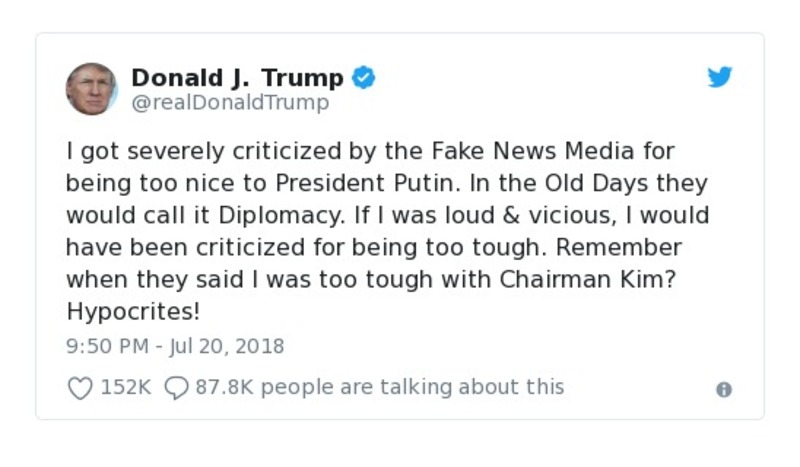 Donald J. Trump
@realDonaldTrump
I got severely criticized by the Fake News Media for
being too nice to President Putin. In the Old Days they
would call it Diplomacy. If I was loud & vicious, I would
have been criticized for being too tough. Remember
when they said I was too tough with Chairman Kim?
Hypocrites!
9:50 PM - Jul 20, 2018
152K 87.8K people are talking about this